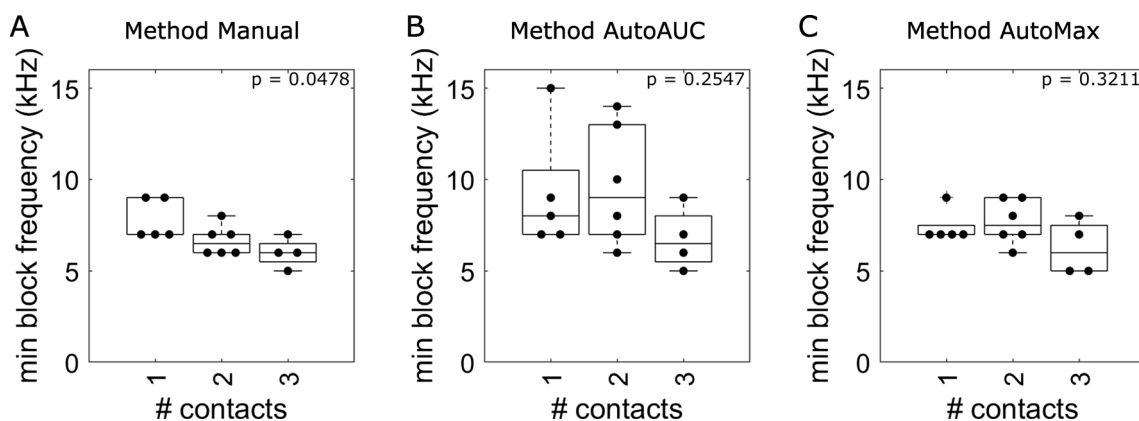 A
Method Manual
min block frequency (kHz)
p = 0.0478
15
10
5
0
1
2
3
# contacts
B
Method AutoAUC
min block frequency (kHz)
p = 0.2547
15
10
5
0
1
2
3
# contacts
C
Method AutoMax
min block frequency (kHz)
p = 0.3211
15
10
5
0
1
2
3
# contacts